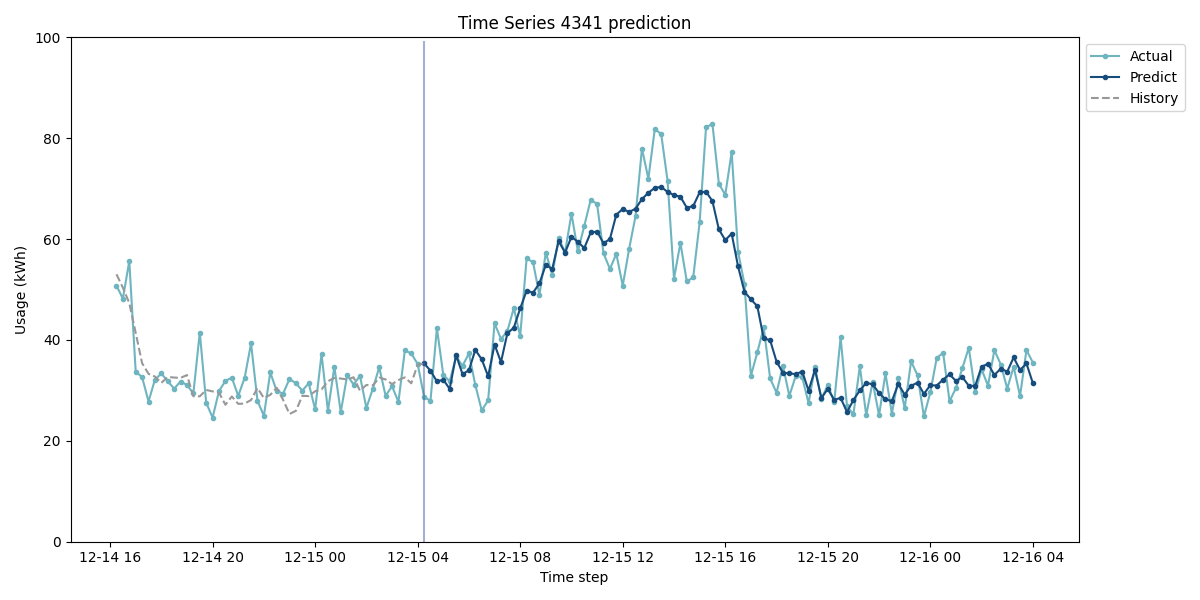 Time Series 4341 prediction
Usage (kWh)
100
80
60
40
20
0
12-14 16
12-14 20
12-15 00
12-15 04
12-15 08
12-15 12
12-15 16
12-15 20
12-16 00
12-16 04
Time step
Actual
Predict
History